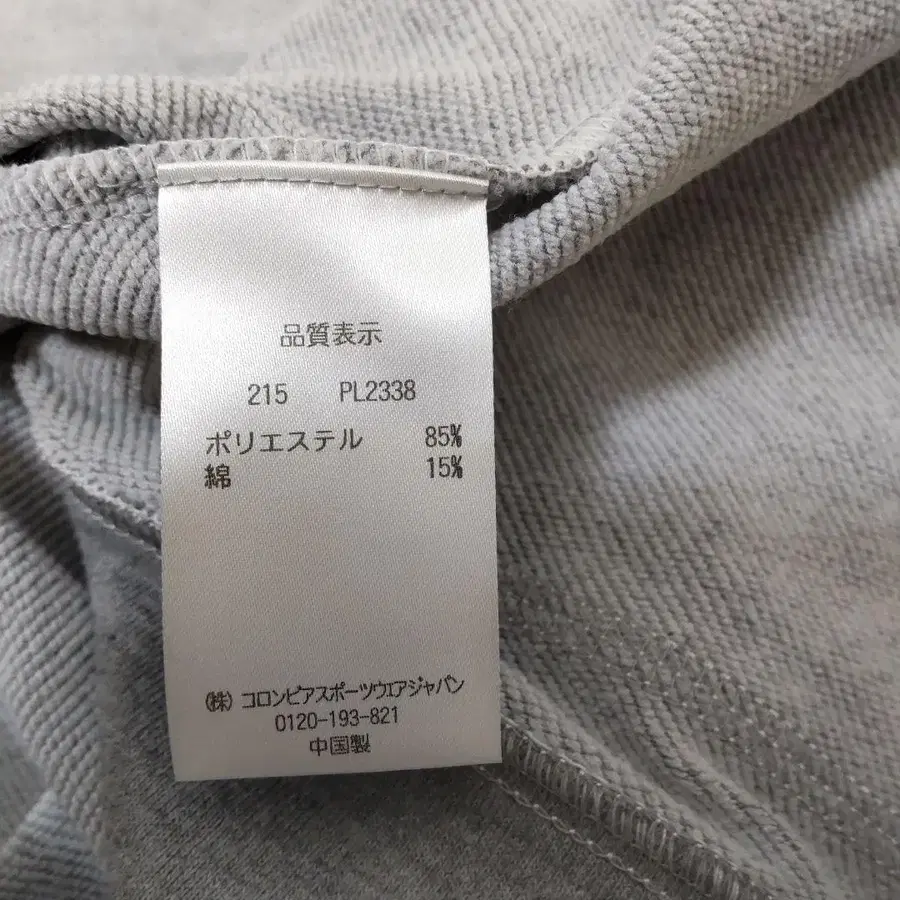 品質表示
215 PL2338
ポリエステル 85%
綿 15%
(株) コロンビアスポーツウェアジャパン
0120-193-821
中国製